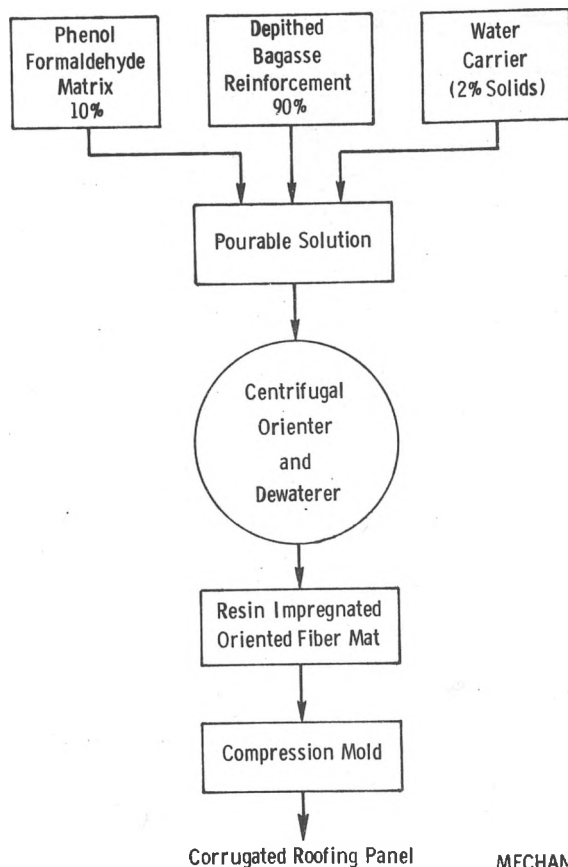 Phenol
Formaldehyde
Matrix
10%
Depithed
Bagasse
Reinforcement
90%
Water
Carrier
(2% Solids)
Pourable Solution
Centrifugal
Orienter
and
Dewaterer
Resin Impregnated
Oriented Fiber Mat
Compression Mold
Corrugated Roofing Panel
MECHAN